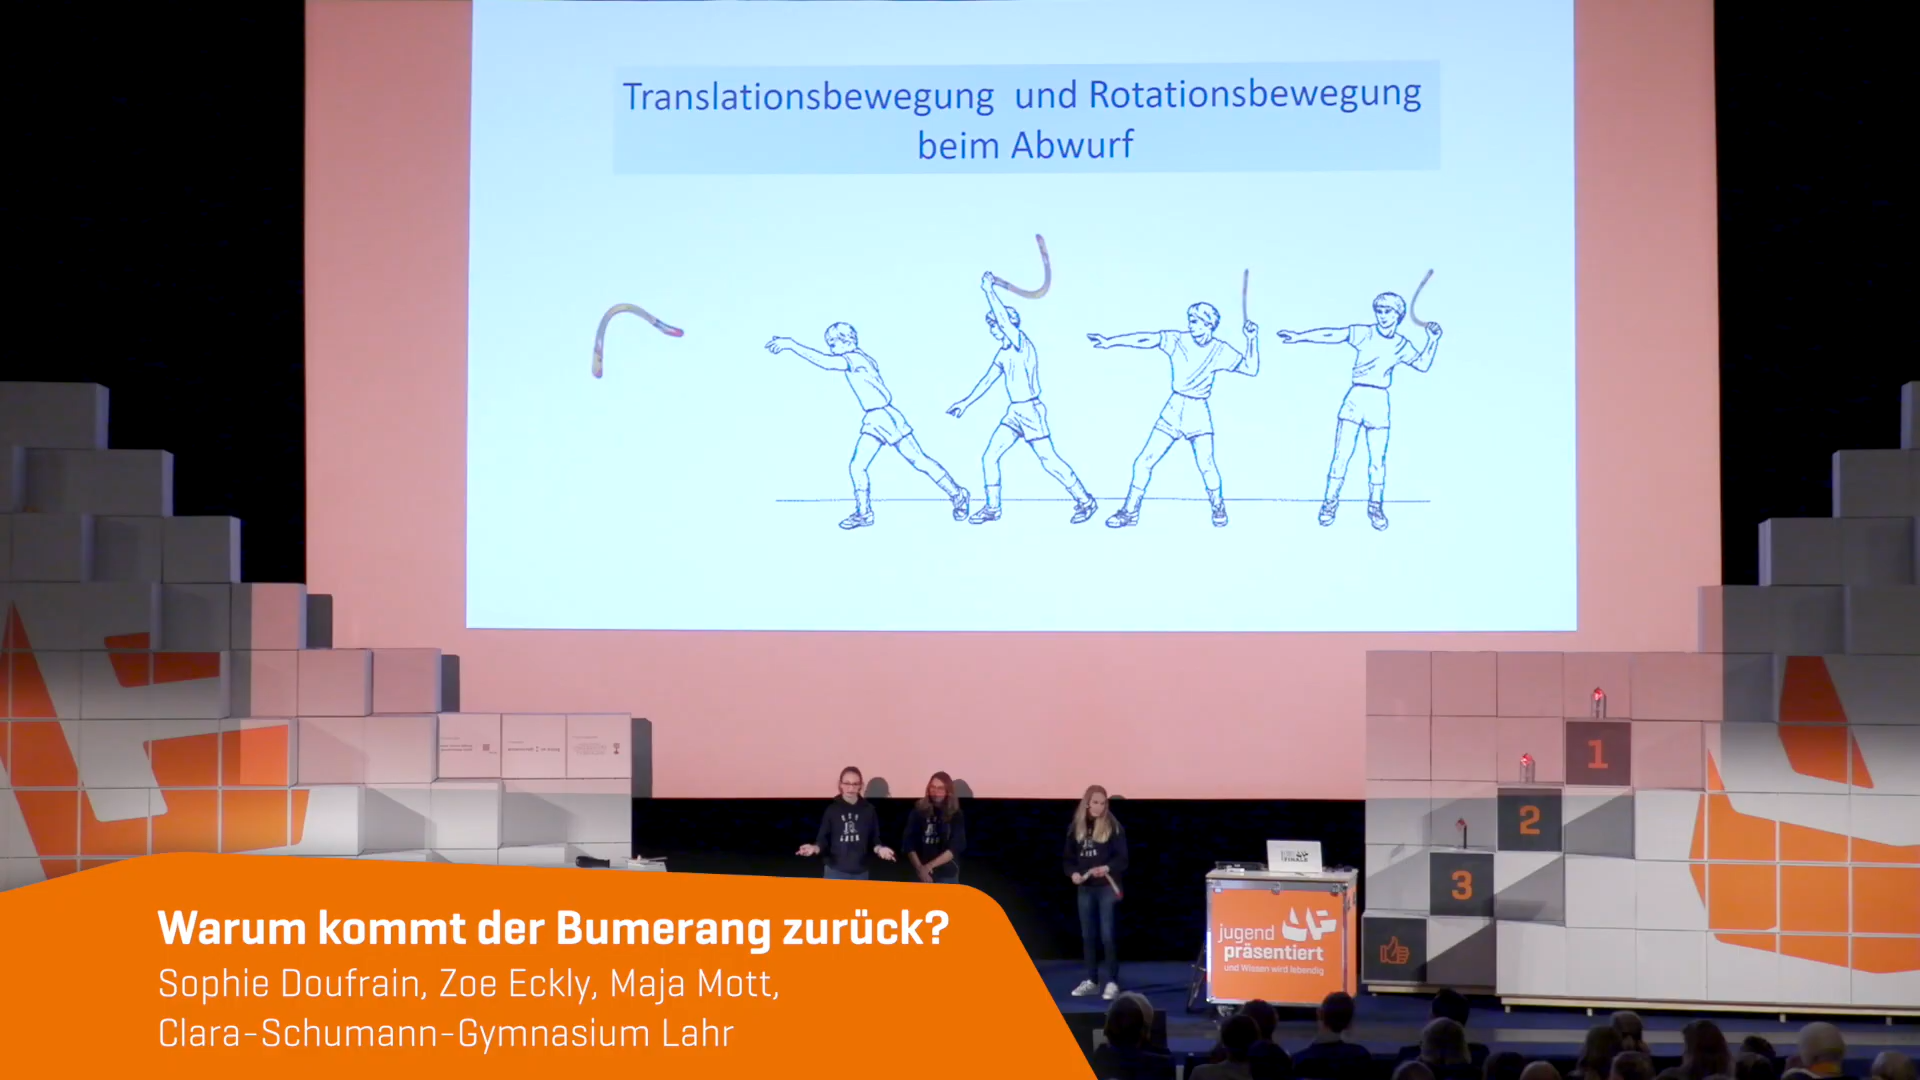 Translationsbewegung und Rotationsbewegung
beim Abwurf
1
2
3
jugend
präsentiert
und Wissen wird lebendig
Warum kommt der Bumerang zurück?
Sophie Doufrain, Zoe Eckly, Maja Mott,
Clara-Schumann-Gymnasium Lahr